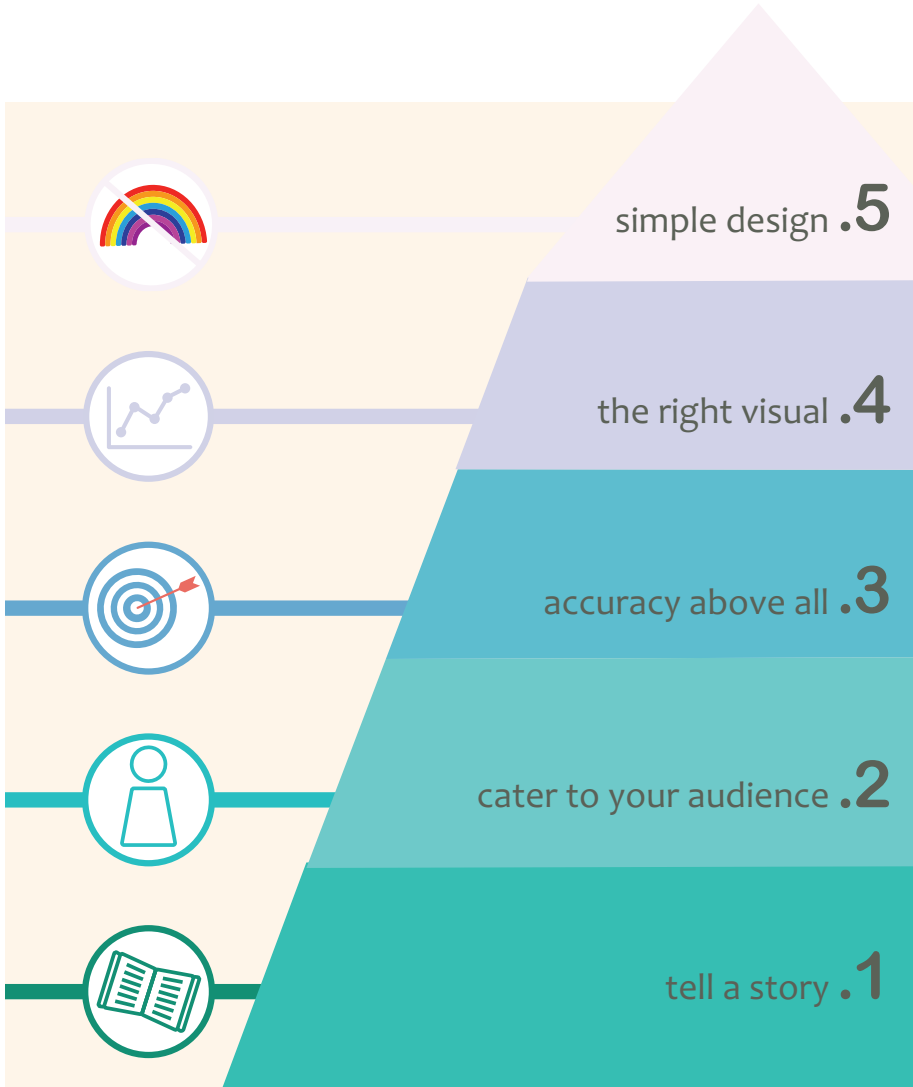 simple design .5
the right visual .4
accuracy above all .3
cater to your audience .2
tell a story .1